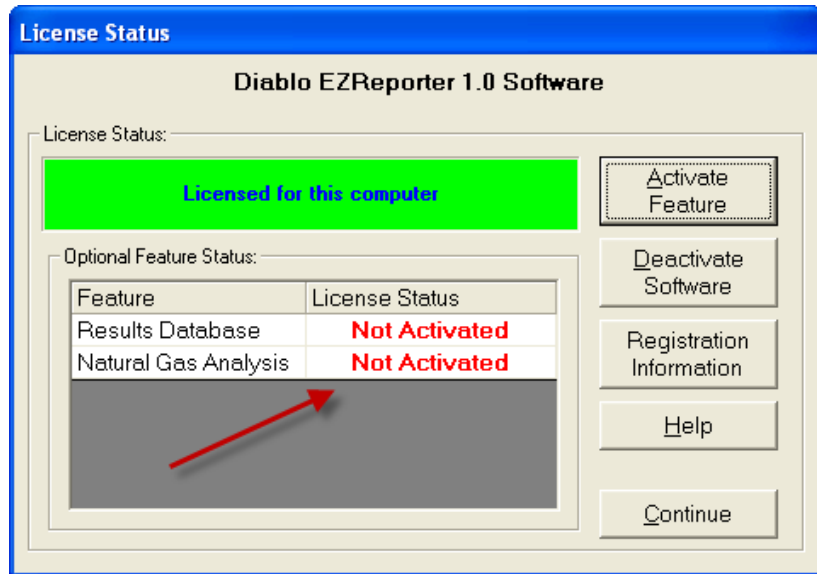 License Status
Diablo EZReporter 1.0 Software
License Status:
Licensed for this computer
Activate
Feature
Optional Feature Status:
Feature License Status
Results Database Not Activated
Natural Gas Analysis Not Activated
Deactivate
Software
Registration
Information
Help
Continue